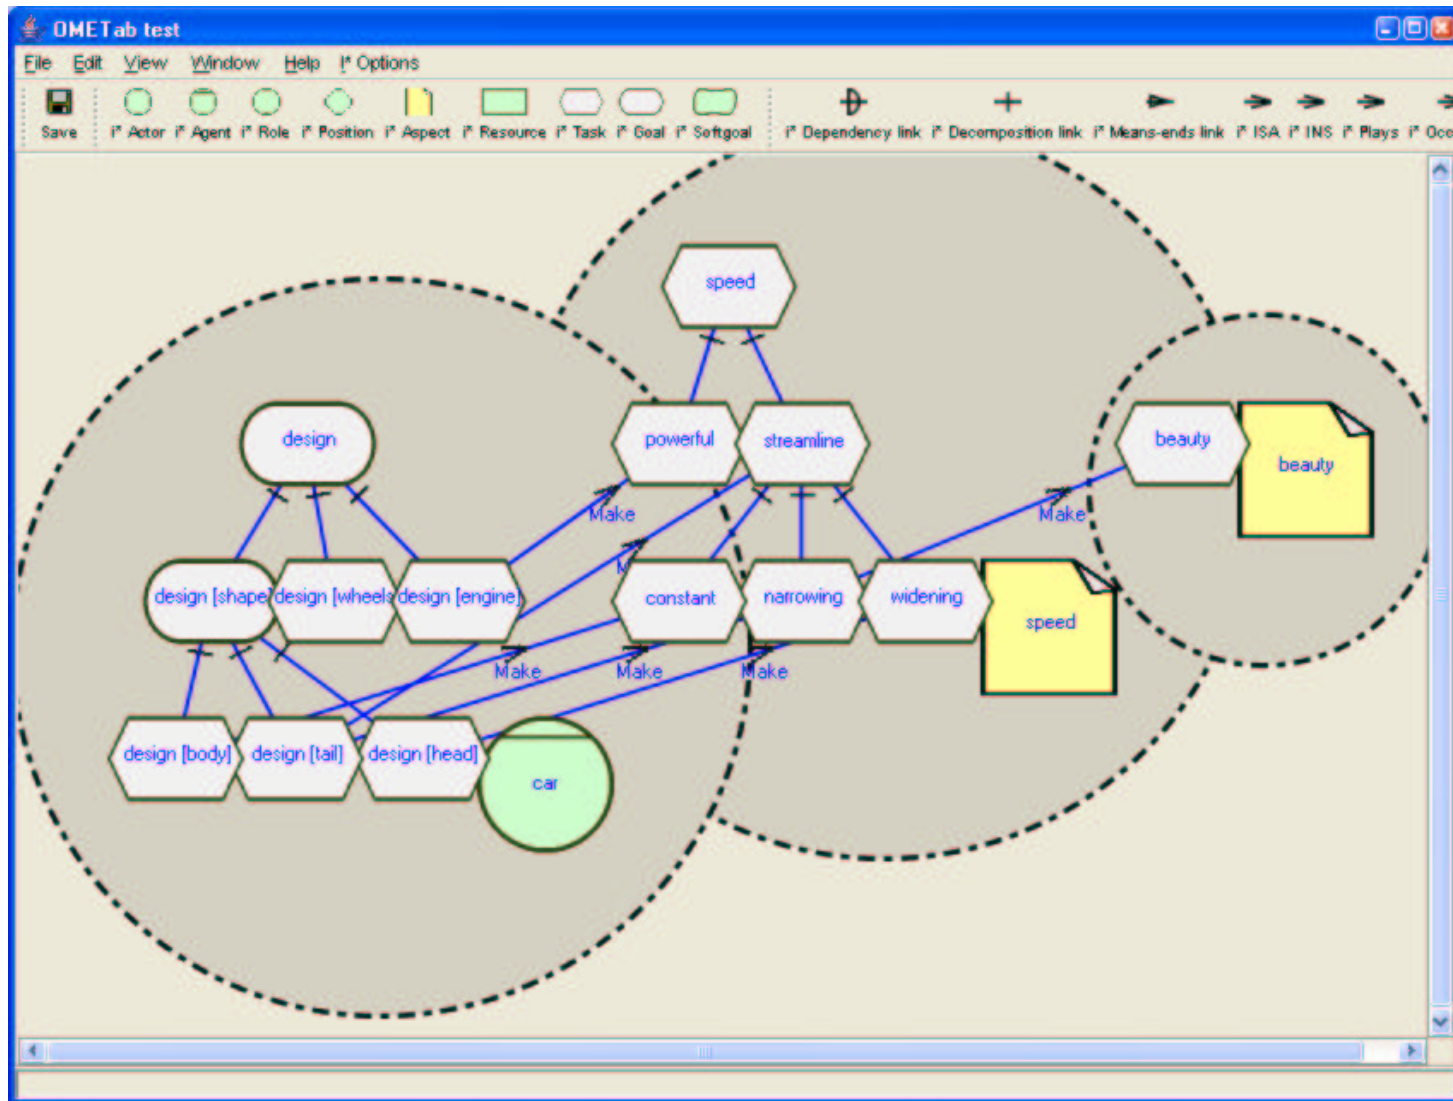 OMETab test
File Edit View Window Help I* Options
Save i* Actor i* Agent i* Role i* Position i* Aspect i* Resource i* Task i* Goal i* Softgoal i* Dependency link i* Decomposition link i* Means-ends link i* ISA i* INS i* Plays i* Occ
speed
design
powerful
streamline
beauty
beauty
Make
Make
design [shape]
design [wheels
design [engine]
constant
narrowing
widening
speed
Make
Make
Make
design [body]
design [tail]
design [head]
car